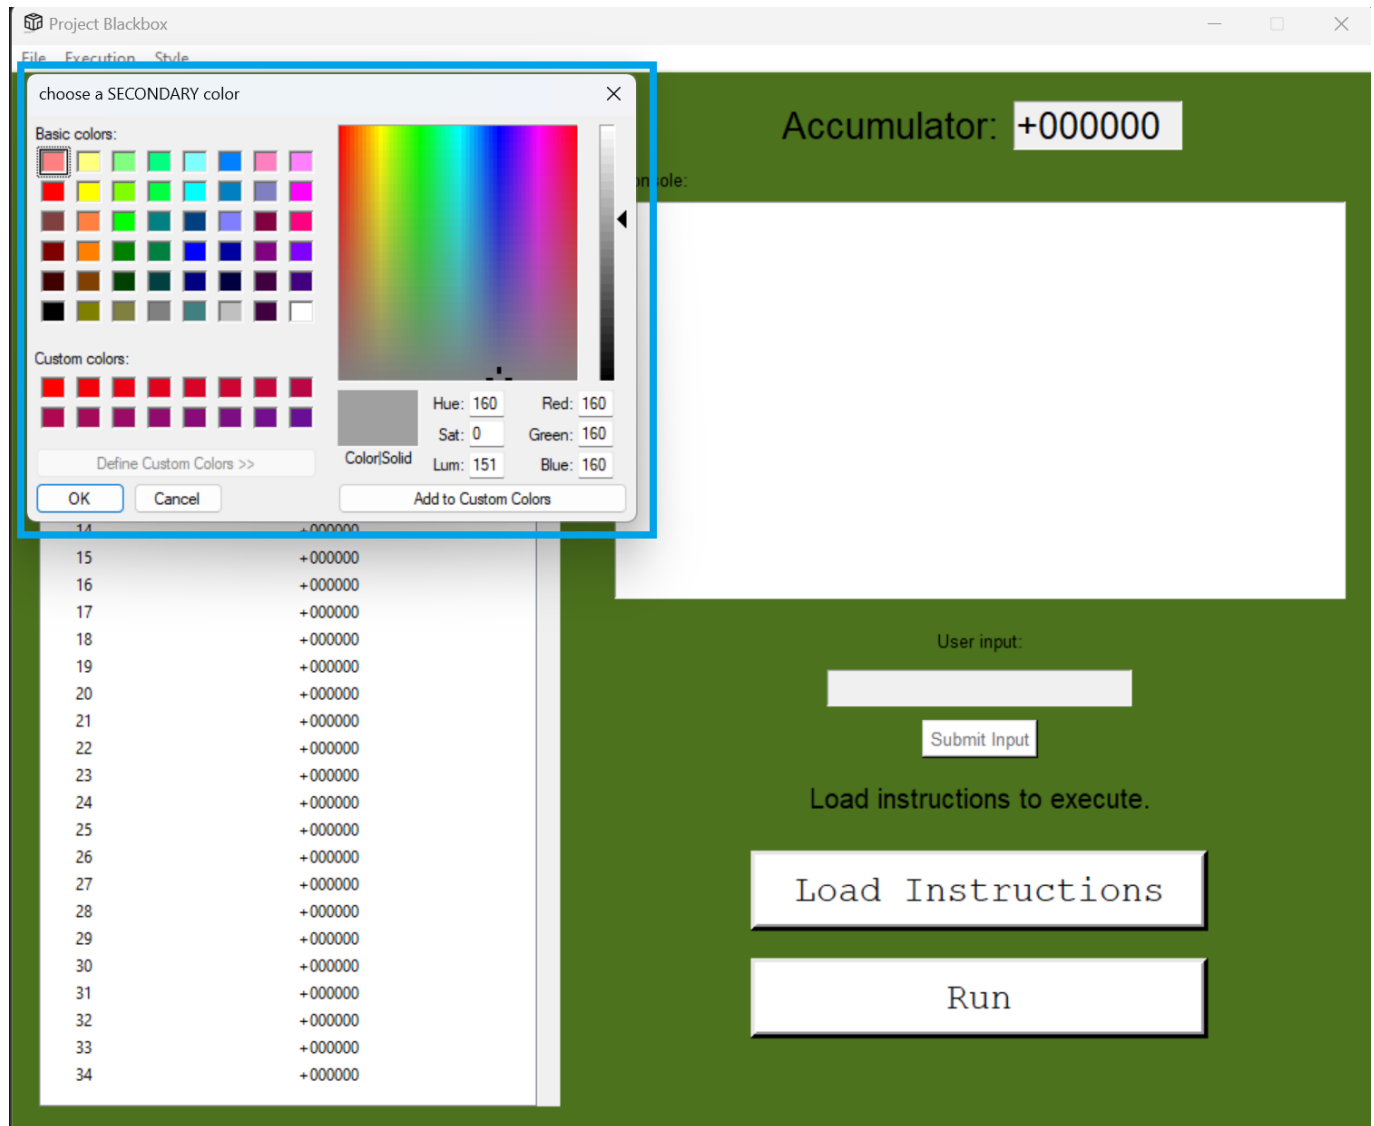 Project Blackbox
File Execution Style
choose a SECONDARY color
Basic colors:
Custom colors:
Define Custom Colors >>
OK Cancel
Color|Solid
Hue: 160 Red: 160
Sat: 0 Green: 160
Lum: 151 Blue: 160
Add to Custom Colors
14 +000000
15 +000000
16 +000000
17 +000000
18 +000000
19 +000000
20 +000000
21 +000000
22 +000000
23 +000000
24 +000000
25 +000000
26 +000000
27 +000000
28 +000000
29 +000000
30 +000000
31 +000000
32 +000000
33 +000000
34 +000000
Accumulator: +000000
onsole:
User input:
Submit Input
Load instructions to execute.
Load Instructions
Run